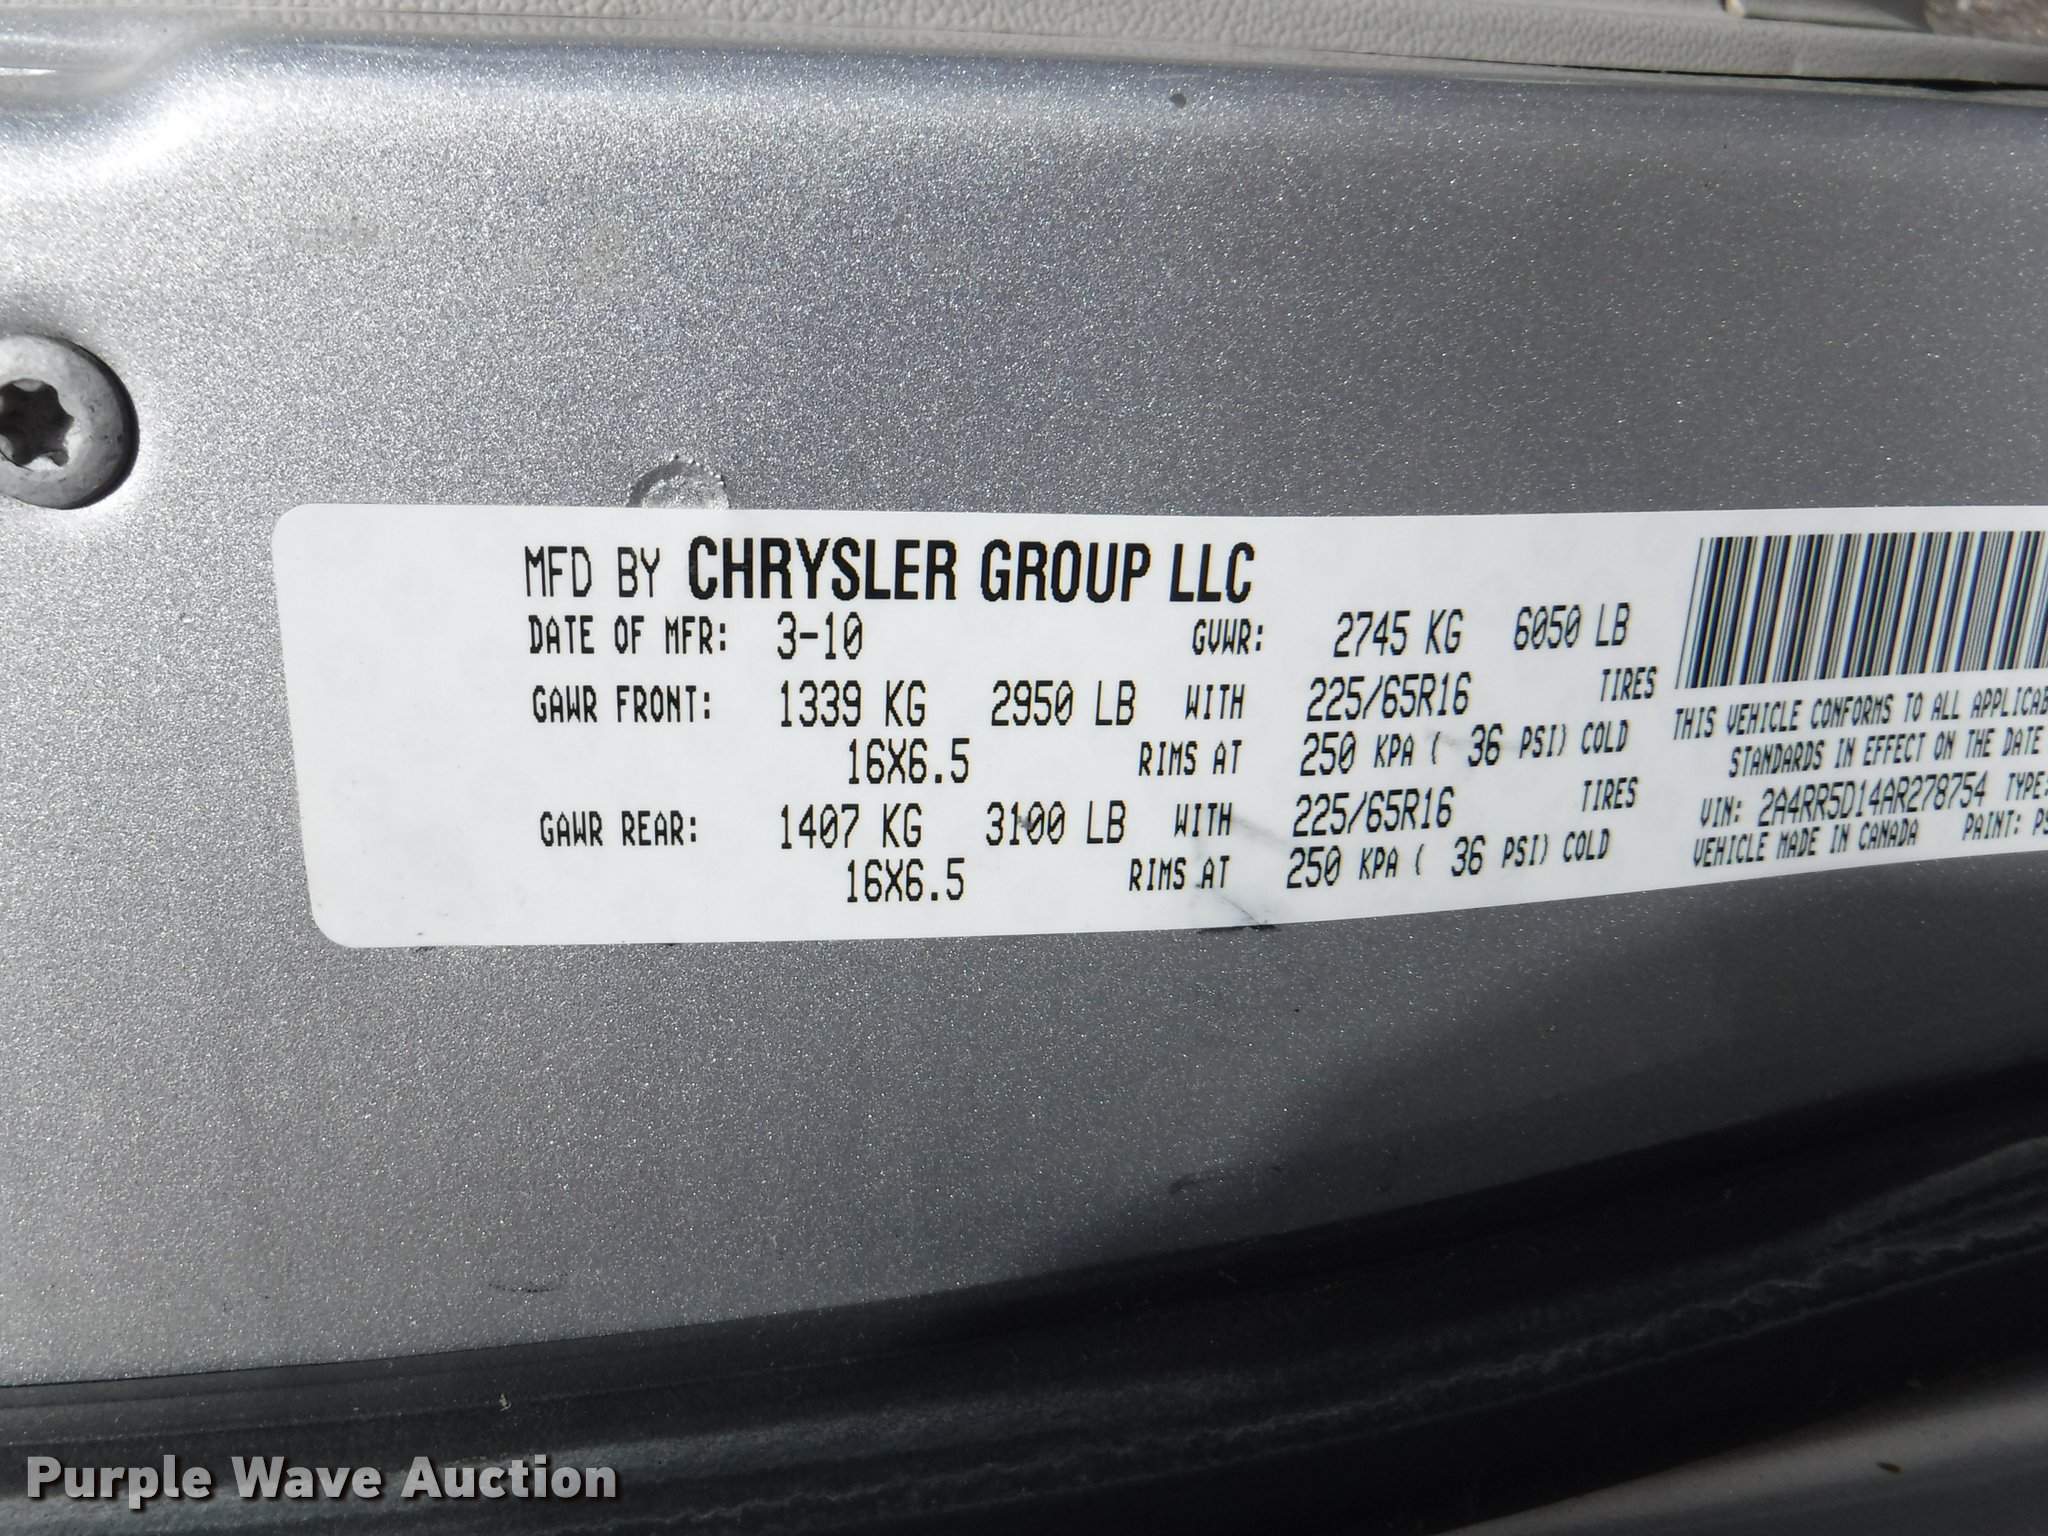 MFD BY CHRYSLER GROUP LLC
DATE OF MFR: 3-10 GVWR: 2745 KG 6050 LB
GAWR FRONT: 1339 KG 2950 LB WITH 225/65R16 TIRES
16X6.5 RIMS AT 250 KPA ( 36 PSI) COLD
GAWR REAR: 1407 KG 3100 LB WITH 225/65R16 TIRES
16X6.5 RIMS AT 250 KPA ( 36 PSI) COLD
THIS VEHICLE CONFORMS TO ALL
STANDARDS IN EFFECT ON THE DATE
VIN: 2A4RR5D14AR278754 TYPE:
VEHICLE MADE IN CANADA PAINT:
Purple Wave Auction